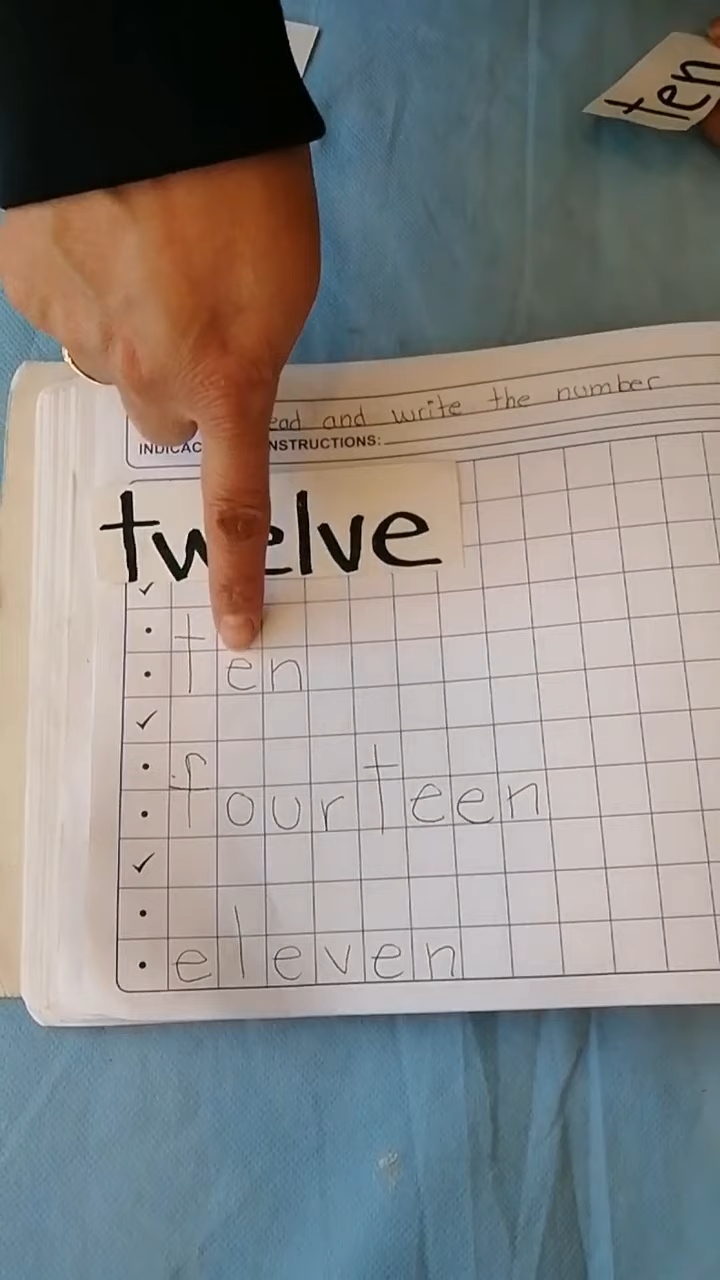 ten
ead and write the number
INDICAC NSTRUCTIONS:
twelve
ten
fourteen
eleven